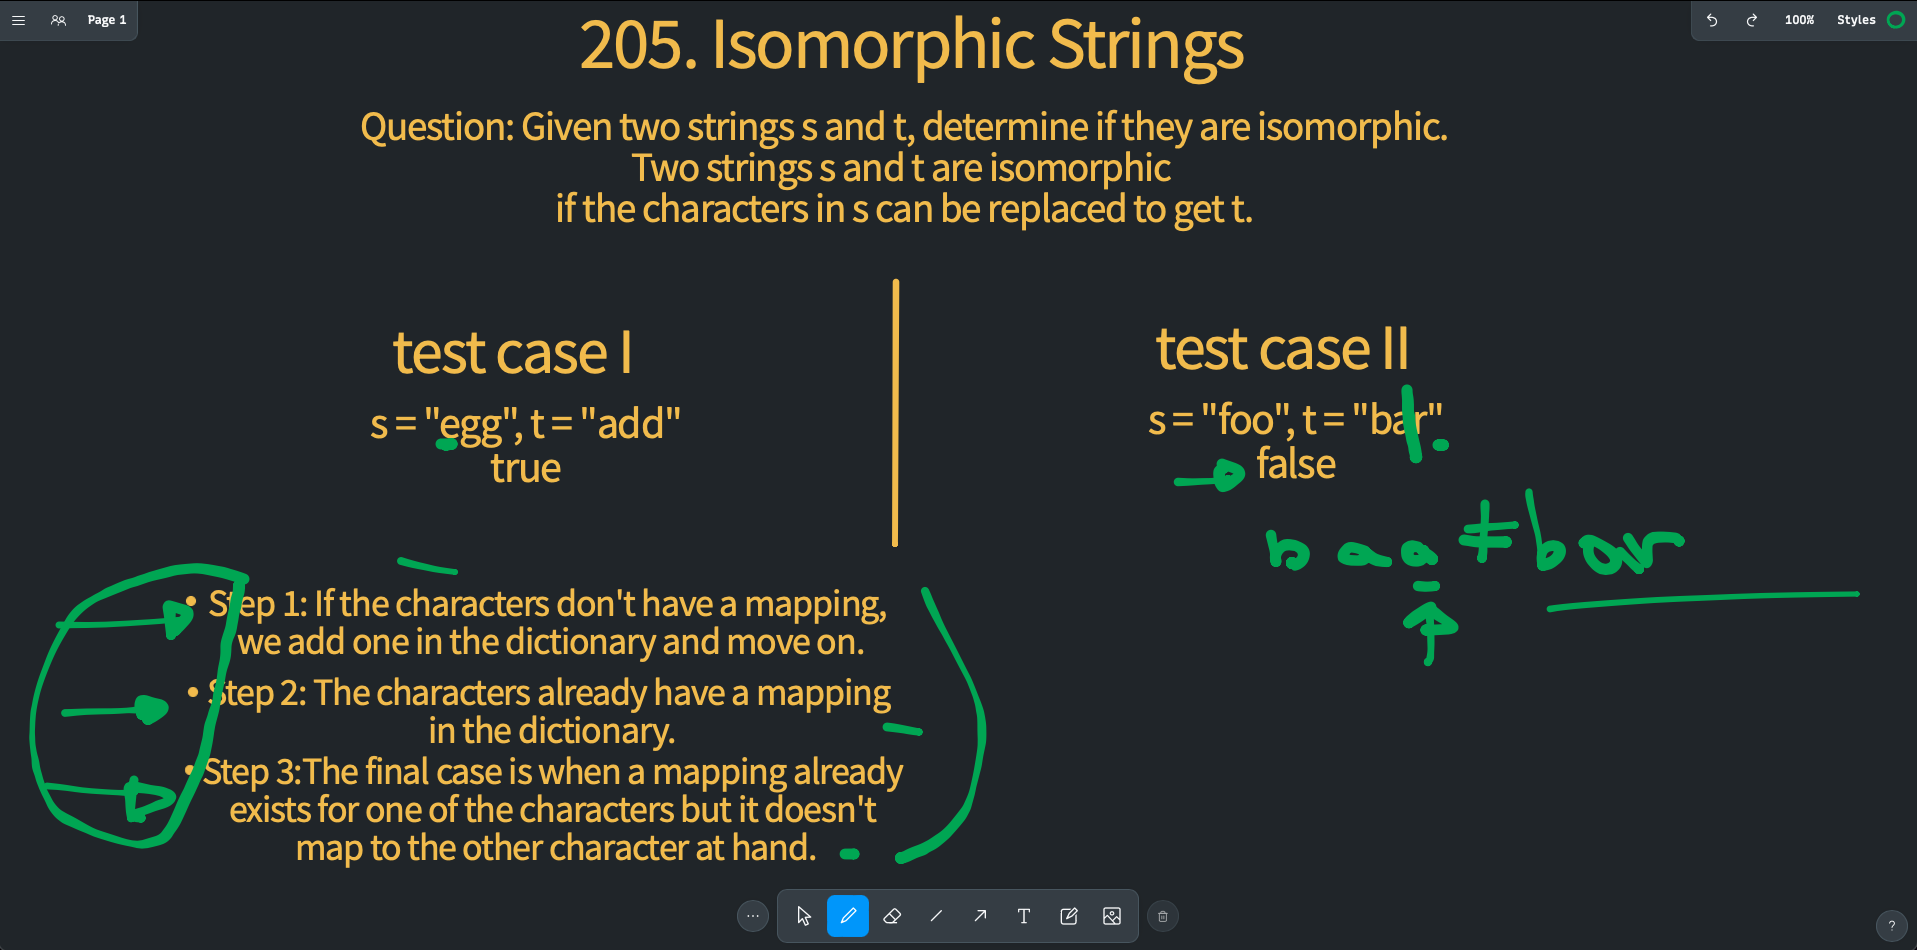 Page 1
100% Styles
205. Isomorphic Strings
Question: Given two strings s and t, determine if they are isomorphic.
Two strings s and t are isomorphic
if the characters in s can be replaced to get t.
test case I
s = "egg", t = "add"
true
test case II
s = "foo", t = "bar"
false
baa ≠ bar
• Step 1: If the characters don't have a mapping,
we add one in the dictionary and move on.
• Step 2: The characters already have a mapping
in the dictionary.
• Step 3:The final case is when a mapping already
exists for one of the characters but it doesn't
map to the other character at hand.
T
?